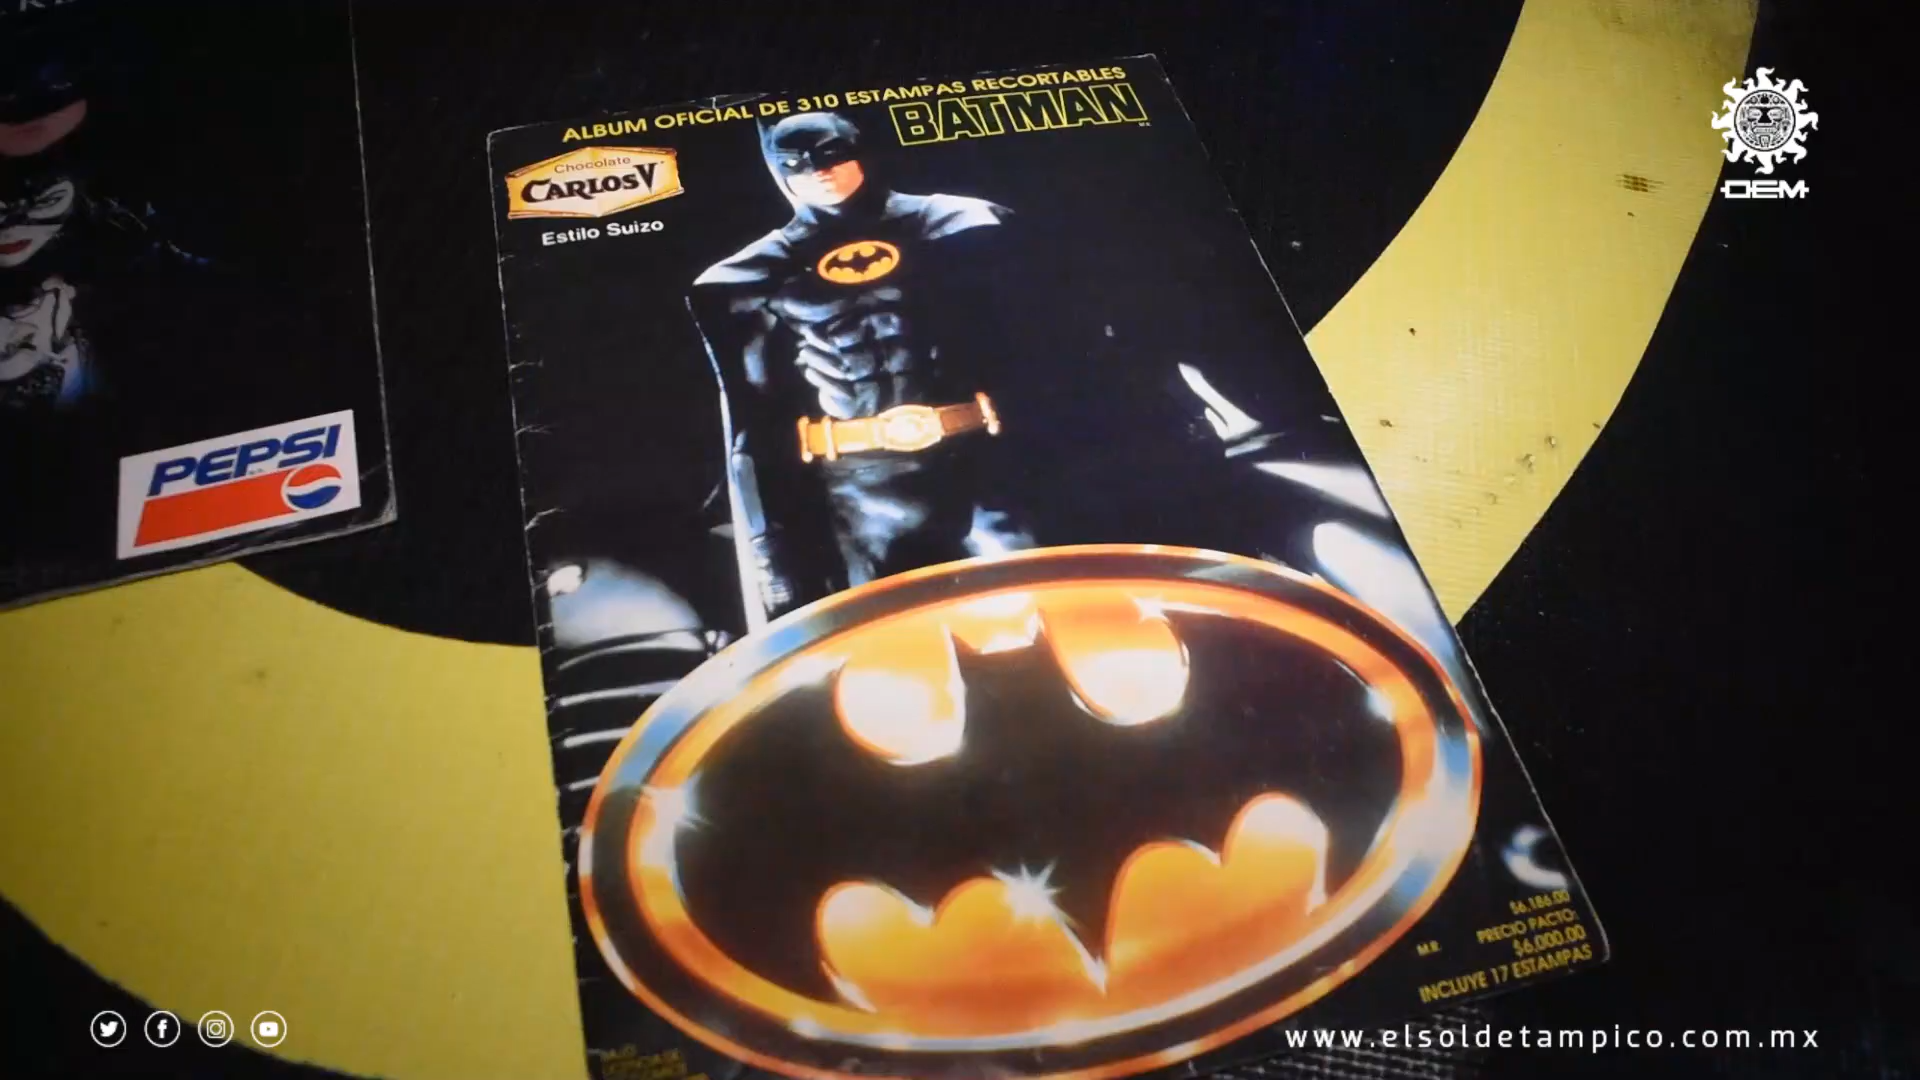 ALBUM OFICIAL DE 310 ESTAMPAS RECORTABLES
BATMAN
Chocolate
CARLOS V
Estilo Suizo
PEPSI
OEM
$6,186.00
PRECIO PACTO:
M.R.
$6,000.00
INCLUYE 17 ESTAMPAS
www.elsoldetampico.com.mx